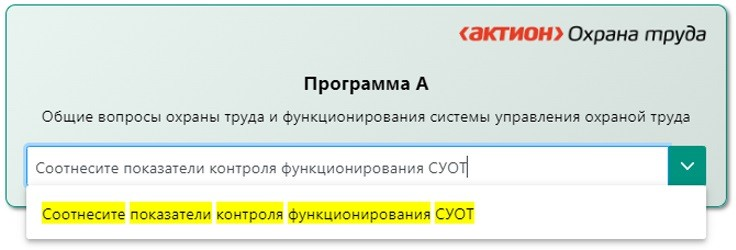 ‹АКТИОН› Охрана труда
Программа А
Общие вопросы охраны труда и функционирования системы управления охраной труда
Соотнесите показатели контроля функционирования СУОТ
Соотнесите показатели контроля функционирования СУОТ